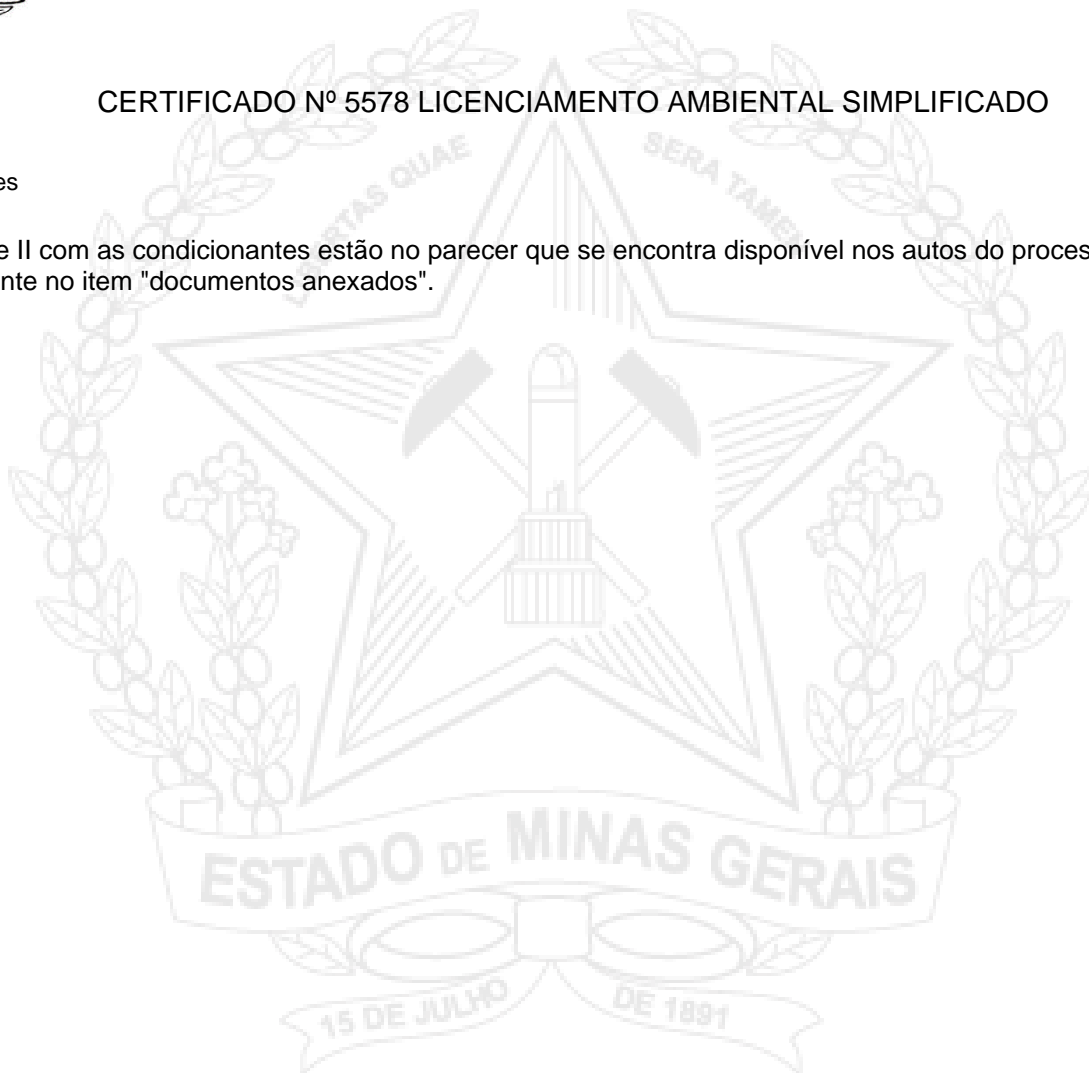 CERTIFICADO Nº 5578 LICENCIAMENTO AMBIENTAL SIMPLIFICADO
es
e II com as condicionantes estão no parecer que se encontra disponível nos autos do proces
nte no item "documentos anexados".
LIBERTAS QUAE SERA TAMEN
ESTADO DE MINAS GERAIS
15 DE JULHO DE 1891